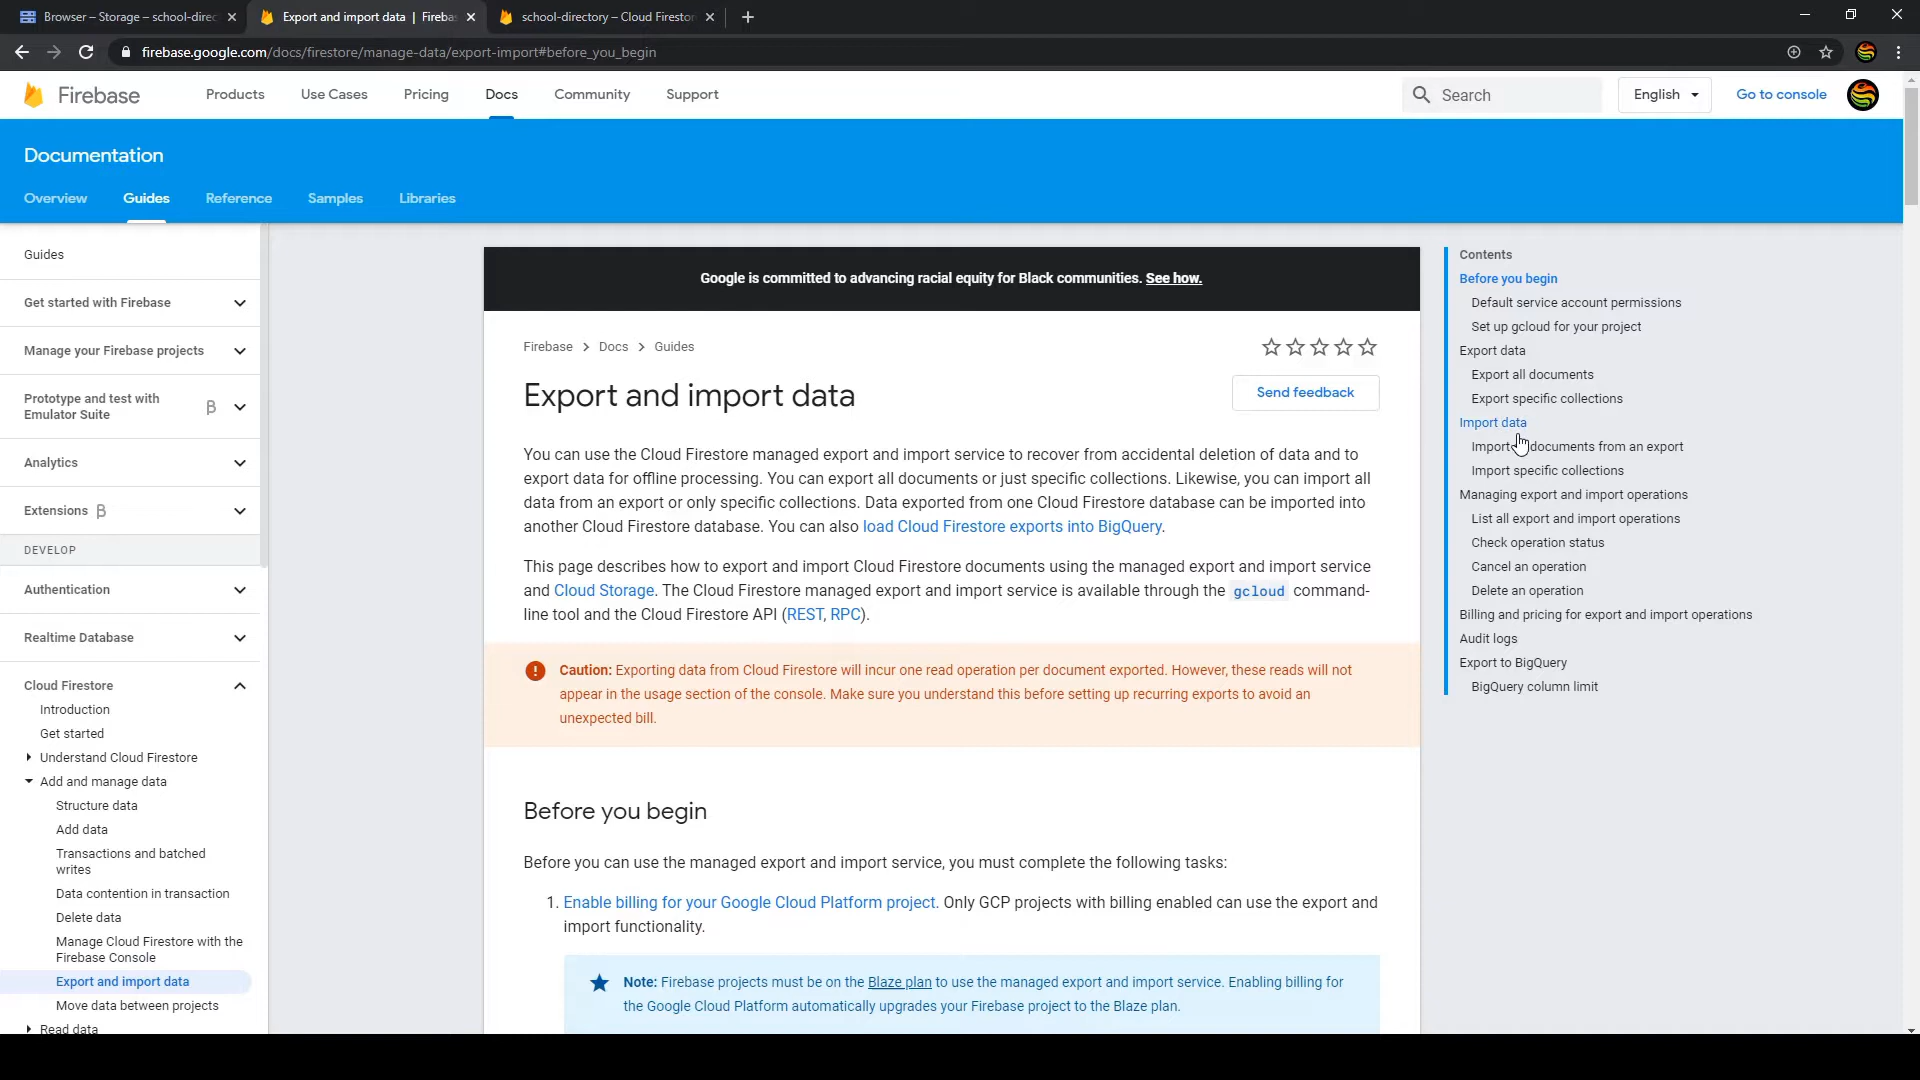 Browser – Storage – school-direc
Export and import data | Fireba
school-directory – Cloud Firestor
firebase.google.com/docs/firestore/manage-data/export-import#before_you_begin
Firebase
Products
Use Cases
Pricing
Docs
Community
Support
Search
English
Go to console
Documentation
Overview
Guides
Reference
Samples
Libraries
Guides
Get started with Firebase
Manage your Firebase projects
Prototype and test with
Emulator Suite β
Analytics
Extensions β
DEVELOP
Authentication
Realtime Database
Cloud Firestore
Introduction
Get started
Understand Cloud Firestore
Add and manage data
Structure data
Add data
Transactions and batched
writes
Data contention in transaction
Delete data
Manage Cloud Firestore with the
Firebase Console
Export and import data
Move data between projects
Read data
Google is committed to advancing racial equity for Black communities. See how.
Firebase > Docs > Guides
Export and import data
Send feedback
You can use the Cloud Firestore managed export and import service to recover from accidental deletion of data and to
export data for offline processing. You can export all documents or just specific collections. Likewise, you can import all
data from an export or only specific collections. Data exported from one Cloud Firestore database can be imported into
another Cloud Firestore database. You can also load Cloud Firestore exports into BigQuery.
This page describes how to export and import Cloud Firestore documents using the managed export and import service
and Cloud Storage. The Cloud Firestore managed export and import service is available through the gcloud command-
line tool and the Cloud Firestore API (REST, RPC).
Caution: Exporting data from Cloud Firestore will incur one read operation per document exported. However, these reads will not
appear in the usage section of the console. Make sure you understand this before setting up recurring exports to avoid an
unexpected bill.
Before you begin
Before you can use the managed export and import service, you must complete the following tasks:
1. Enable billing for your Google Cloud Platform project. Only GCP projects with billing enabled can use the export and
import functionality.
Note: Firebase projects must be on the Blaze plan to use the managed export and import service. Enabling billing for
the Google Cloud Platform automatically upgrades your Firebase project to the Blaze plan.
Contents
Before you begin
Default service account permissions
Set up gcloud for your project
Export data
Export all documents
Export specific collections
Import data
Import documents from an export
Import specific collections
Managing export and import operations
List all export and import operations
Check operation status
Cancel an operation
Delete an operation
Billing and pricing for export and import operations
Audit logs
Export to BigQuery
BigQuery column limit